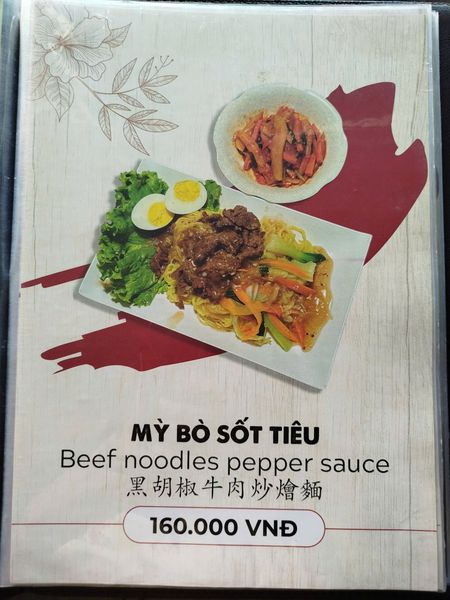 MỲ BÒ SỐT TIÊU
Beef noodles pepper sauce
黑胡椒牛肉炒燴麵
160.000 VNĐ